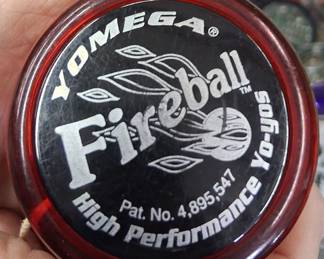 YOMEGA®
Fireball™
Pat. No. 4,895,547
High Performance Yo-yos